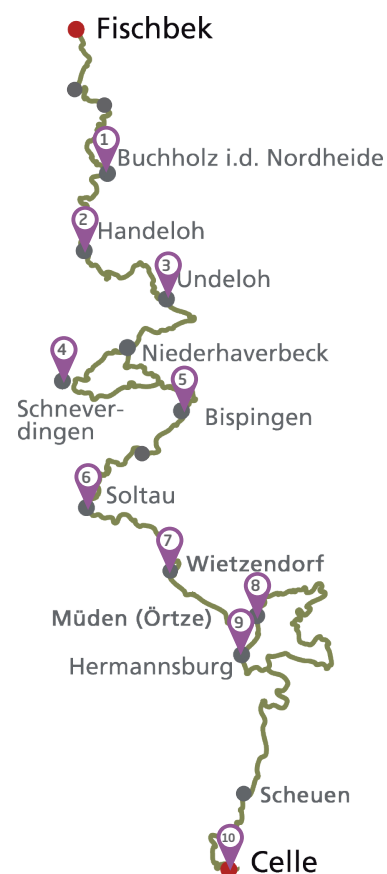 Fischbek
1
Buchholz i.d. Nordheide
2
Handeloh
3
Undeloh
Niederhaverbeck
4
Schnever-
dingen
5
Bispingen
6
Soltau
7
Wietzendorf
8
Müden (Örtze)
9
Hermannsburg
Scheuen
10
Celle